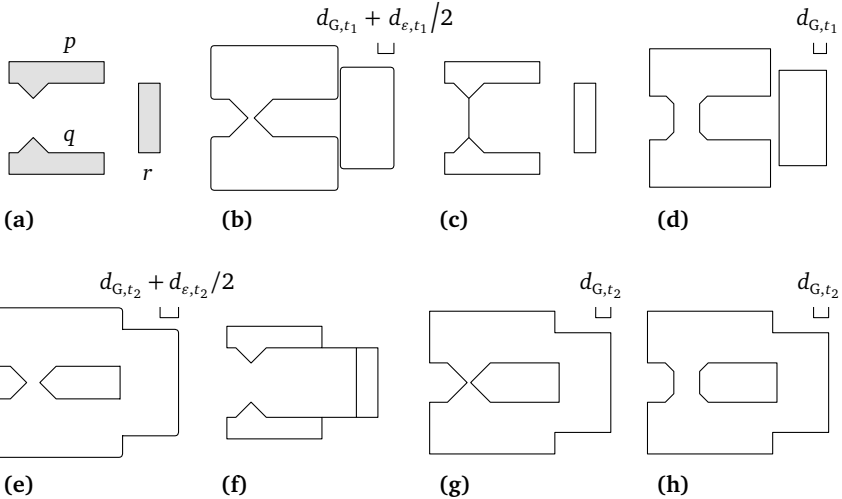 d_{G,t_1} + d_{ε,t_1}/2
d_{G,t_1}
p
q
r
(a)
(b)
(c)
(d)
d_{G,t_2} + d_{ε,t_2}/2
d_{G,t_2}
d_{G,t_2}
(e)
(f)
(g)
(h)